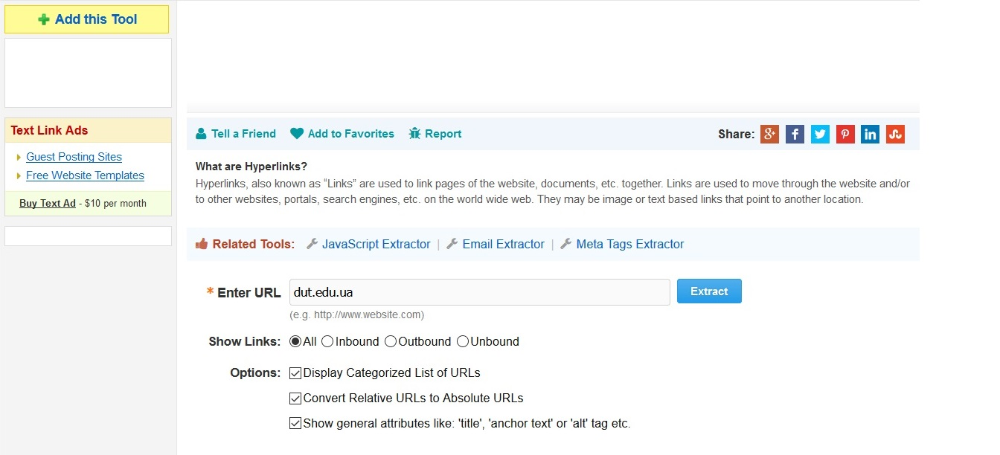 Add this Tool
Text Link Ads
Guest Posting Sites
Free Website Templates
Buy Text Ad - $10 per month
Tell a Friend Add to Favorites Report Share:
What are Hyperlinks?
Hyperlinks, also known as “Links” are used to link pages of the website, documents, etc. together. Links are used to move through the website and/or
to other websites, portals, search engines, etc. on the world wide web. They may be image or text based links that point to another location.
Related Tools: JavaScript Extractor | Email Extractor | Meta Tags Extractor
* Enter URL dut.edu.ua Extract
(e.g. http://www.website.com)
Show Links: All Inbound Outbound Unbound
Options: Display Categorized List of URLs
Convert Relative URLs to Absolute URLs
Show general attributes like: 'title', 'anchor text' or 'alt' tag etc.